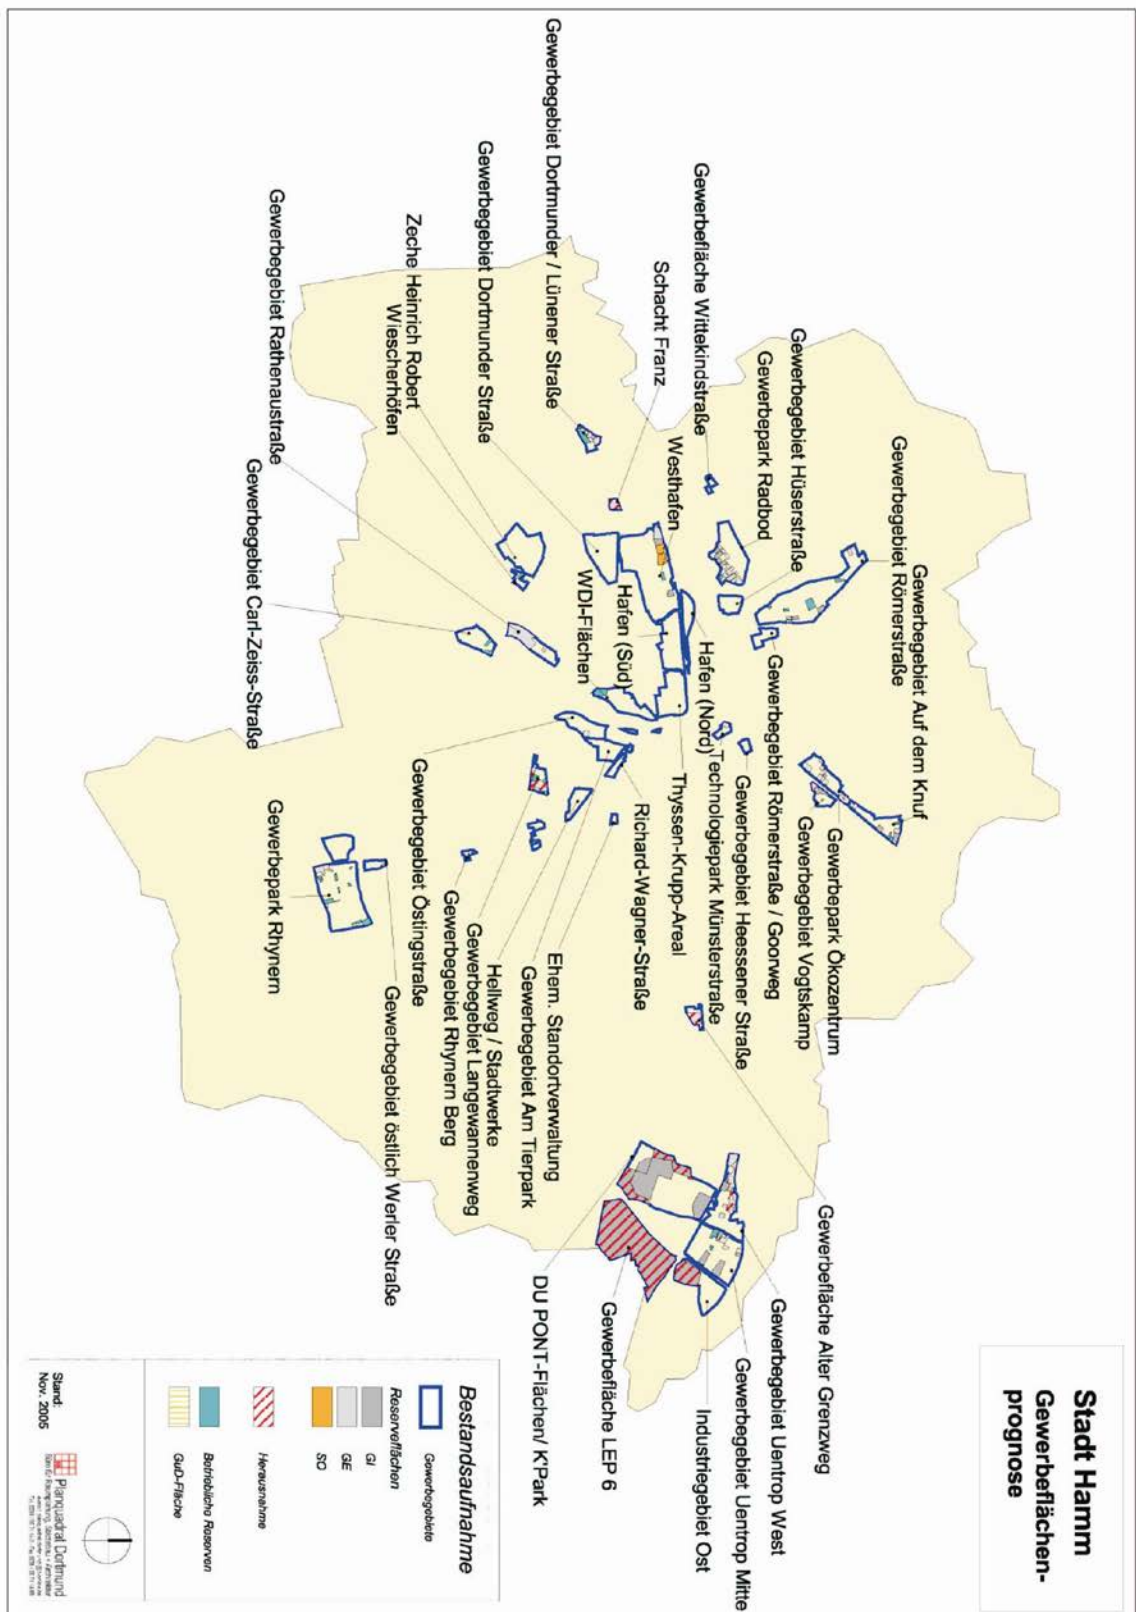 Stadt Hamm
Gewerbeflächen-
prognose
Gewerbegebiet Auf dem Knuf
Gewerbegebiet Römerstraße
Gewerbepark Ökozentrum
Gewerbegebiet Vogtskamp
Gewerbegebiet Hüserstraße
Gewerbepark Radbod
Gewerbegebiet Römerstraße / Goorweg
Gewerbegebiet Heessener Straße
Technologiepark Münsterstraße
Hafen (Nord)
Gewerbefläche Wittekindstraße
Westhafen
Schacht Franz
Thyssen-Krupp-Areal
Richard-Wagner-Straße
Hafen (Süd)
WDI-Flächen
Gewerbegebiet Dortmunder / Lünener Straße
Gewerbegebiet Dortmunder Straße
Zeche Heinrich Robert
Wiescherhöfen
Gewerbegebiet Rathenaustraße
Gewerbegebiet Carl-Zeiss-Straße
Ehem. Standortverwaltung
Gewerbegebiet Am Tierpark
Hellweg / Stadtwerke
Gewerbegebiet Langewannenweg
Gewerbegebiet Rhynern Berg
Gewerbegebiet Östingstraße
Gewerbegebiet östlich Werler Straße
Gewerbepark Rhynern
Gewerbefläche Alter Grenzweg
Gewerbegebiet Uentrop West
Gewerbegebiet Uentrop Mitte
Industriegebiet Ost
Gewerbefläche LEP 6
DU PONT-Flächen/ K'Park
Bestandsaufnahme
Gewerbegebiete
Reserveflächen
GI
GE
SO
Herausnahme
Betriebliche Reserven
GuD-Fläche
Stand:
Nov. 2005
Planquadrat Dortmund